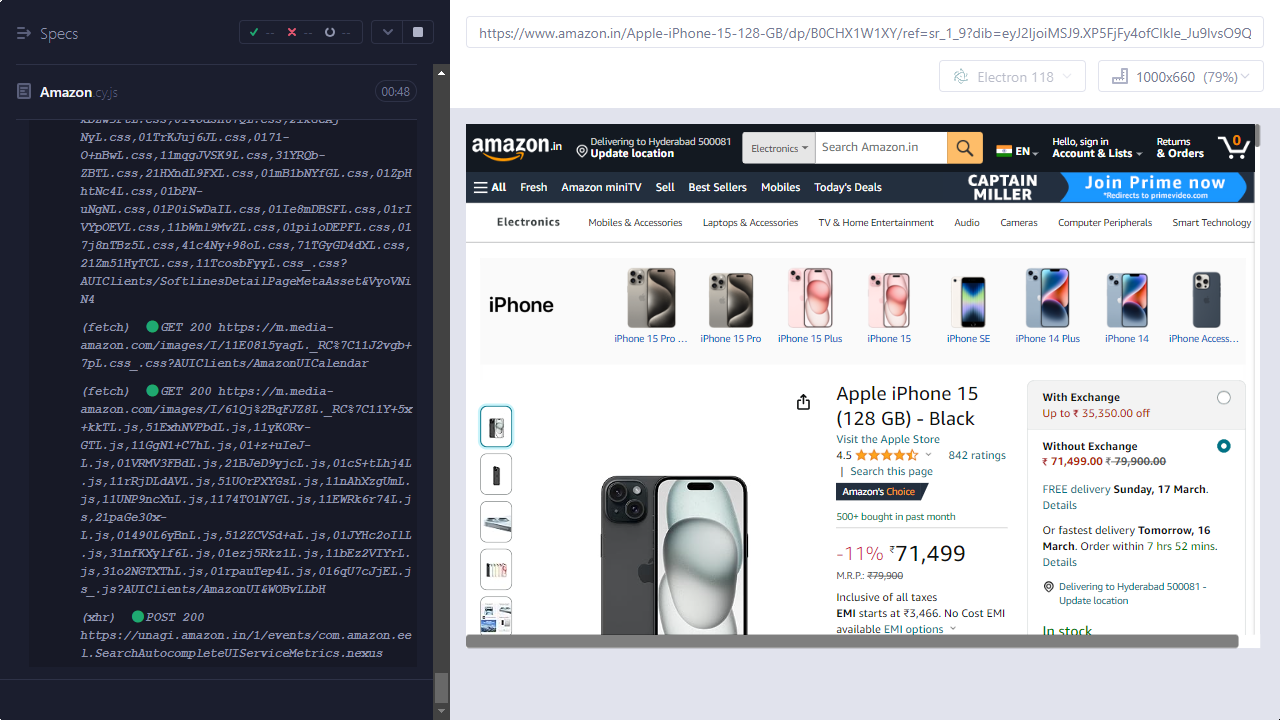 Specs
-- -- --
Amazon.cy.js
00:48
NyL.css,01TrKJuj6JL.css,0171-
O+nBwL.css,11mqgJVSK9L.css,31YRQb-
ZBTL.css,21HXndL9FXL.css,01mB1bNYfGL.css,01ZpH
htNc4L.css,01bPN-
uNgNL.css,01P0iSwDaIL.css,01Ie8mDBSFL.css,01rI
VYpOEVL.css,11bWml9MvZL.css,01pi1oDEPFL.css,01
7j8nTBz5L.css,41c4Ny+98oL.css,71TGyGD4dXL.css,
21Zm51HyTCL.css,11TcosbFyyL.css_.css?
AUIClients/SoftlinesDetailPageMetaAsset&VyoVNi
N4
(fetch) GET 200 https://m.media-
amazon.com/images/I/11E0815yagL._RC%7C11J2vgb+
7pL.css_.css?AUIClients/AmazonUICalendar
(fetch) GET 200 https://m.media-
amazon.com/images/I/61Qj%2BqFJZ8L._RC%7C11Y+5x
+kkTL.js,51ExhNVPbdL.js,11yKORv-
GTL.js,11GgN1+C7hL.js,01+z+uIeJ-
L.js,01VRMV3FBdL.js,21BJeD9yjcL.js,01cS+tLhj4L
.js,11rRjDLdAVL.js,51UOrPXYGsL.js,11nAhXzgUmL.
js,11UNP9ncXuL.js,1174TO1N7GL.js,11EWRk6r74L.j
s,21paGe30x-
L.js,01490L6yBnL.js,512ZCVSd+aL.js,01JYHc2oIlL
.js,31nfKXylf6L.js,01ezj5Rkz1L.js,11bEz2VIYrL.
js,31o2NGTXThL.js,01rpauTep4L.js,016qU7cJjEL.j
s_.js?AUIClients/AmazonUI&WOBvLLbH
(xhr) POST 200
https://unagi.amazon.in/1/events/com.amazon.ee
l.SearchAutocompleteUIServiceMetrics.nexus
https://www.amazon.in/Apple-iPhone-15-128-GB/dp/B0CHX1W1XY/ref=sr_1_9?dib=eyJ2IjoiMSJ9.XP5FjFy4ofCIkle_Ju9lvsO9Q
Electron 118
1000x660 (79%)
amazon.in
Delivering to Hyderabad 500081
Update location
Electronics
Search Amazon.in
EN
Hello, sign in
Account & Lists
Returns
& Orders
0
All Fresh Amazon miniTV Sell Best Sellers Mobiles Today's Deals
CAPTAIN
MILLER
Join Prime now
*Redirects to primevideo.com
Electronics Mobiles & Accessories Laptops & Accessories TV & Home Entertainment Audio Cameras Computer Peripherals Smart Technology
iPhone
iPhone 15 Pro ... iPhone 15 Pro iPhone 15 Plus iPhone 15 iPhone SE iPhone 14 Plus iPhone 14 iPhone Access...
Apple iPhone 15
(128 GB) - Black
Visit the Apple Store
4.5 842 ratings
| Search this page
Amazon's Choice
500+ bought in past month
-11% ₹71,499
M.R.P.: ₹79,900
Inclusive of all taxes
EMI starts at ₹3,466. No Cost EMI
available EMI options
With Exchange
Up to ₹ 35,350.00 off
Without Exchange
₹ 71,499.00 ₹ 79,900.00
FREE delivery Sunday, 17 March.
Details
Or fastest delivery Tomorrow, 16
March. Order within 7 hrs 52 mins.
Details
Delivering to Hyderabad 500081 -
Update location
In stock